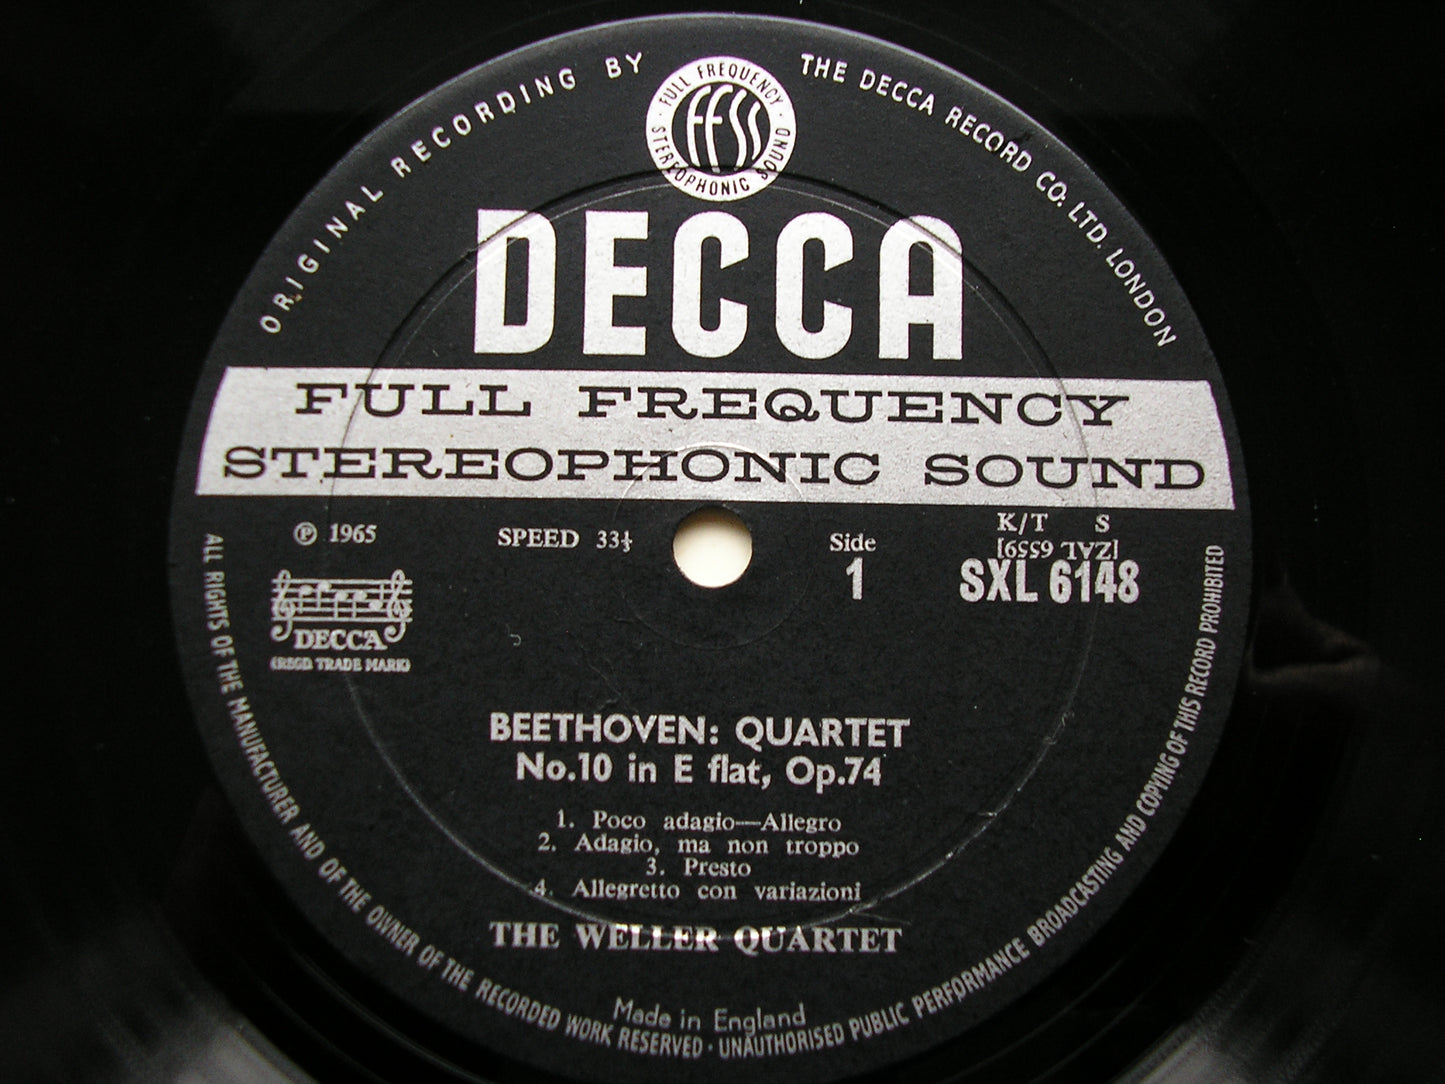 ORIGINAL RECORDING BY
THE DECCA RECORD CO. LTD. LONDON
FULL FREQUENCY
FFSS
STEREOPHONIC SOUND
DECCA
FULL FREQUENCY
STEREOPHONIC SOUND
Ⓟ 1965
SPEED 33⅓
Side
1
K/T S
[ZAL 6559]
SXL 6148
DECCA
(REGD TRADE MARK)
BEETHOVEN: QUARTET
No.10 in E flat, Op.74
1. Poco adagio—Allegro
2. Adagio, ma non troppo
3. Presto
4. Allegretto con variazioni
THE WELLER QUARTET
Made in England
ALL RIGHTS OF THE MANUFACTURER AND OF THE OWNER OF THE RECORDED WORK RESERVED · UNAUTHORISED PUBLIC PERFORMANCE BROADCASTING AND COPYING OF THIS RECORD PROHIBITED